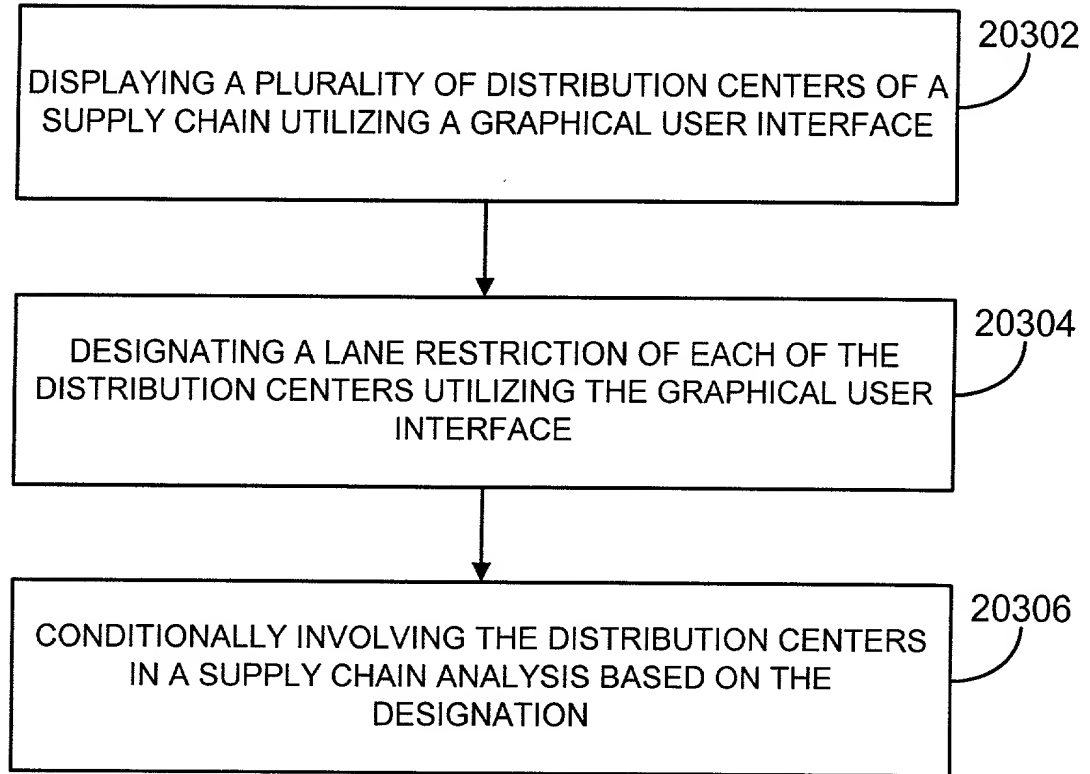 20302
DISPLAYING A PLURALITY OF DISTRIBUTION CENTERS OF A
SUPPLY CHAIN UTILIZING A GRAPHICAL USER INTERFACE
20304
DESIGNATING A LANE RESTRICTION OF EACH OF THE
DISTRIBUTION CENTERS UTILIZING THE GRAPHICAL USER
INTERFACE
20306
CONDITIONALLY INVOLVING THE DISTRIBUTION CENTERS
IN A SUPPLY CHAIN ANALYSIS BASED ON THE
DESIGNATION